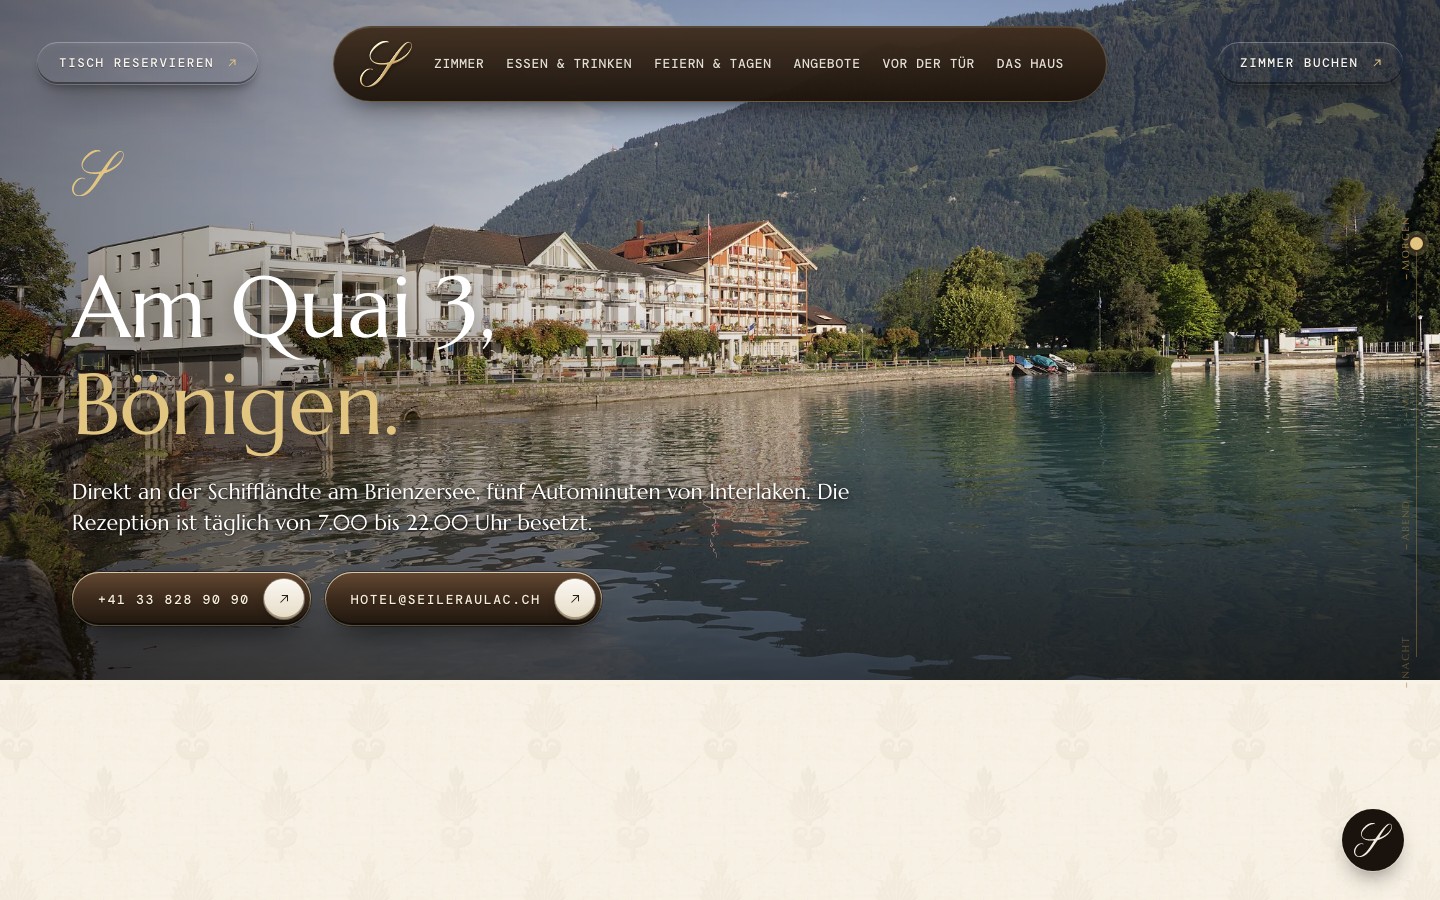 TISCH RESERVIEREN
ZIMMER
ESSEN & TRINKEN
FEIERN & TAGEN
ANGEBOTE
VOR DER TÜR
DAS HAUS
ZIMMER BUCHEN
Am Quai 3,
Bönigen.
Direkt an der Schiffländte am Brienzersee, fünf Autominuten von Interlaken. Die
Rezeption ist täglich von 7.00 bis 22.00 Uhr besetzt.
+41 33 828 90 90
HOTEL@SEILERAULAC.CH
ABEND
NACHT